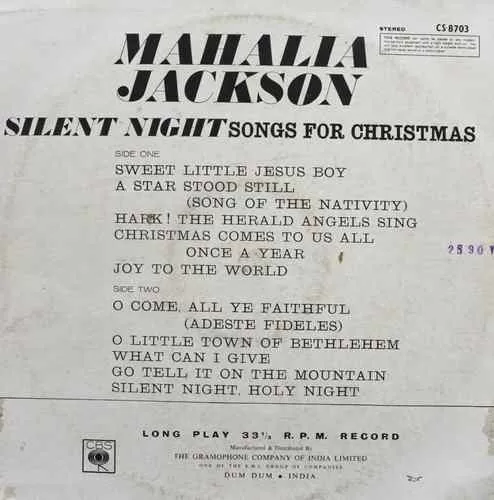 STEREO CS 8703
MAHALIA
JACKSON
SILENT NIGHT SONGS FOR CHRISTMAS
SIDE ONE
SWEET LITTLE JESUS BOY
A STAR STOOD STILL
(SONG OF THE NATIVITY)
HARK! THE HERALD ANGELS SING
CHRISTMAS COMES TO US ALL
ONCE A YEAR
JOY TO THE WORLD
SIDE TWO
O COME, ALL YE FAITHFUL
(ADESTE FIDELES)
O LITTLE TOWN OF BETHLEHEM
WHAT CAN I GIVE
GO TELL IT ON THE MOUNTAIN
SILENT NIGHT, HOLY NIGHT
CBS
LONG PLAY 33⅓ R.P.M. RECORD
Manufactured & Distributed By
THE GRAMOPHONE COMPANY OF INDIA LIMITED
ONE OF THE E.M.I. GROUP OF COMPANIES
DUM DUM • INDIA